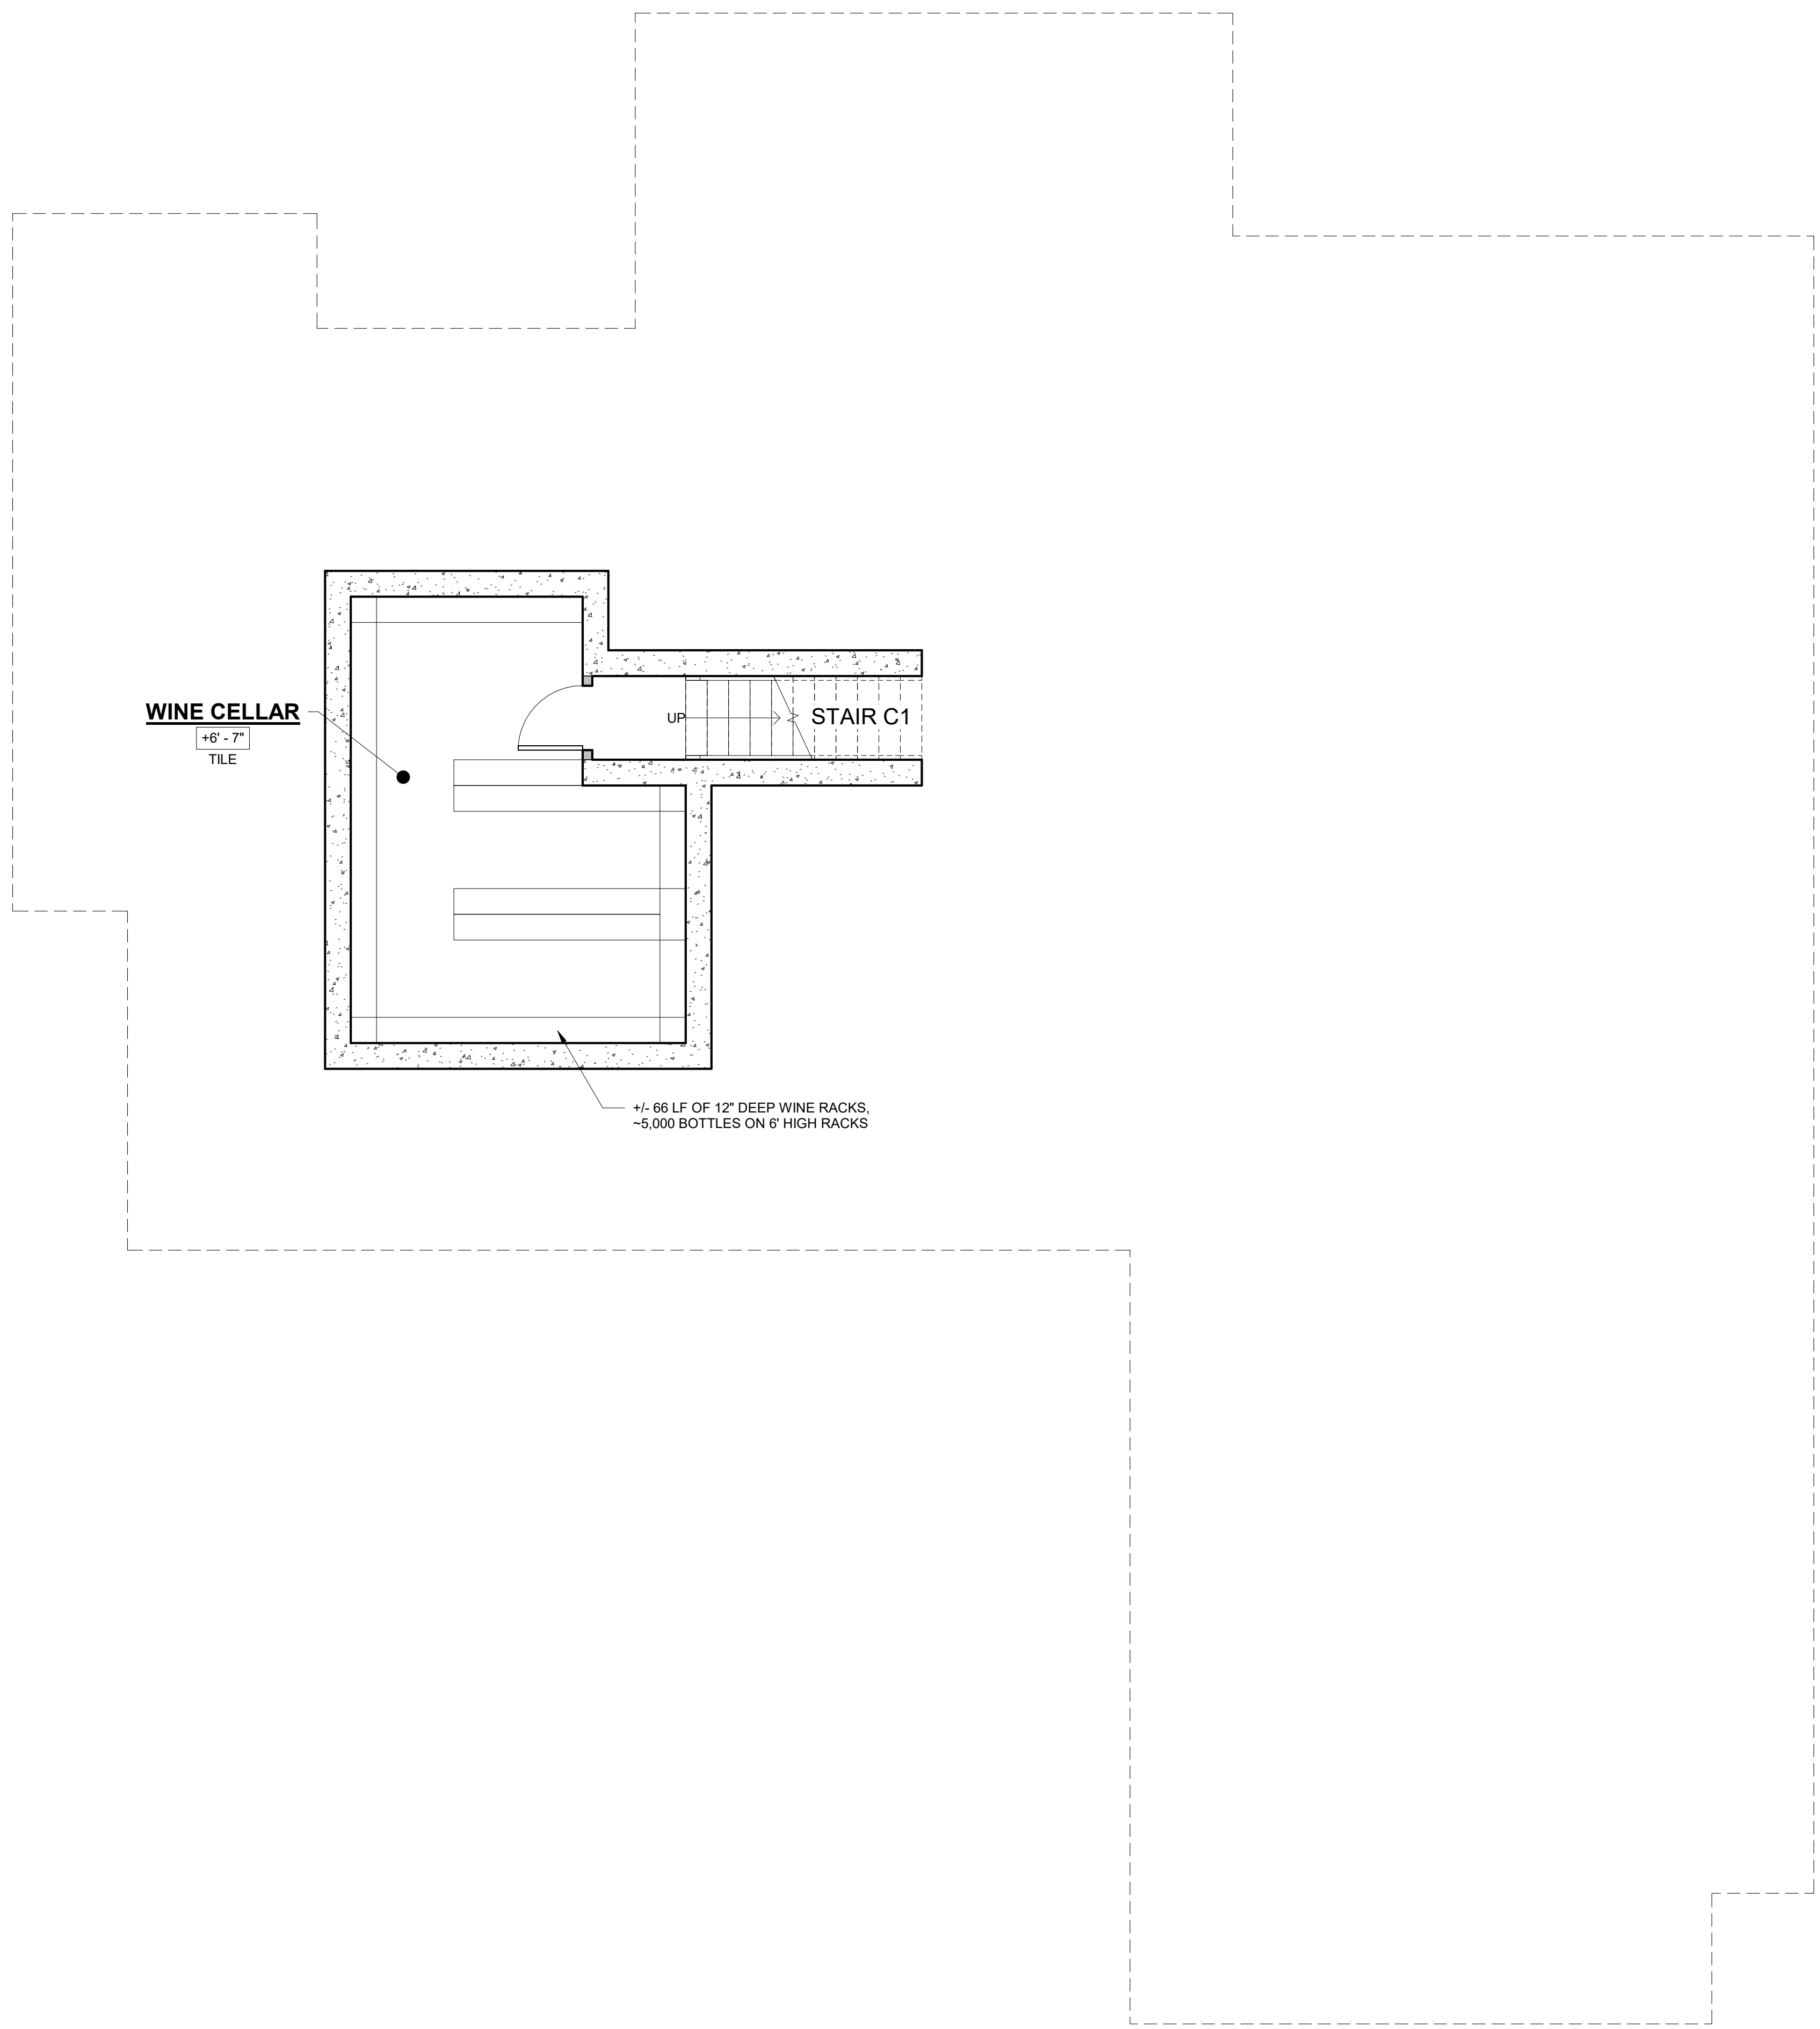 WINE CELLAR
+6' - 7"
TILE
UP
STAIR C1
+/- 66 LF OF 12" DEEP WINE RACKS,
~5,000 BOTTLES ON 6' HIGH RACKS